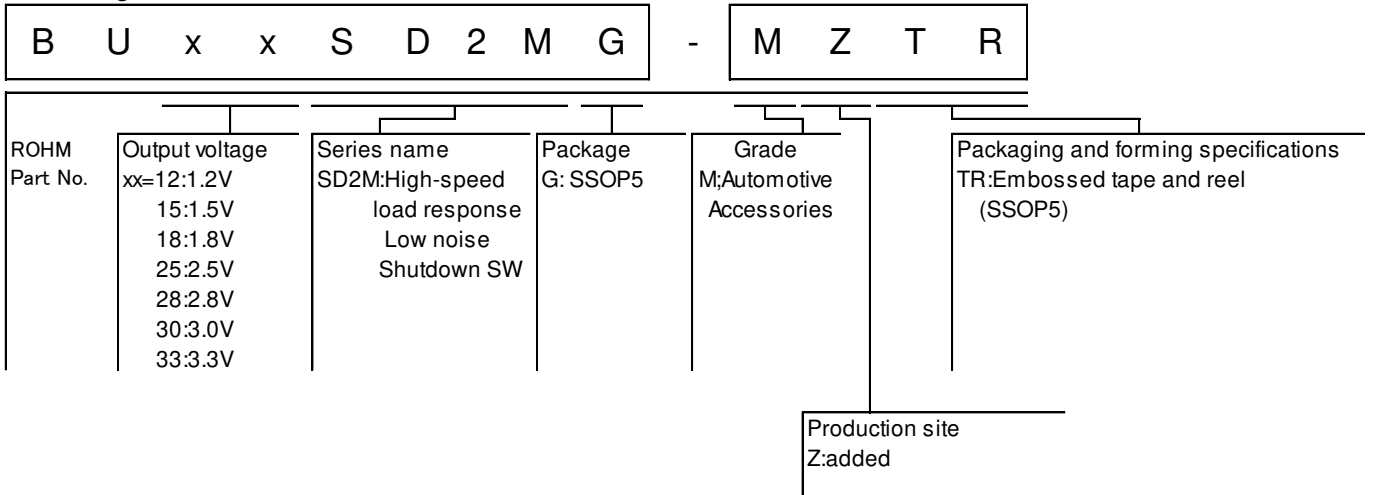 B U x x S D 2 M G - M Z T R
ROHM
Part No.
Output voltage
xx=12:1.2V
15:1.5V
18:1.8V
25:2.5V
28:2.8V
30:3.0V
33:3.3V
Series name
SD2M:High-speed
load response
Low noise
Shutdown SW
Package
G: SSOP5
Grade
M;Automotive
Accessories
Packaging and forming specifications
TR:Embossed tape and reel
(SSOP5)
Production site
Z:added